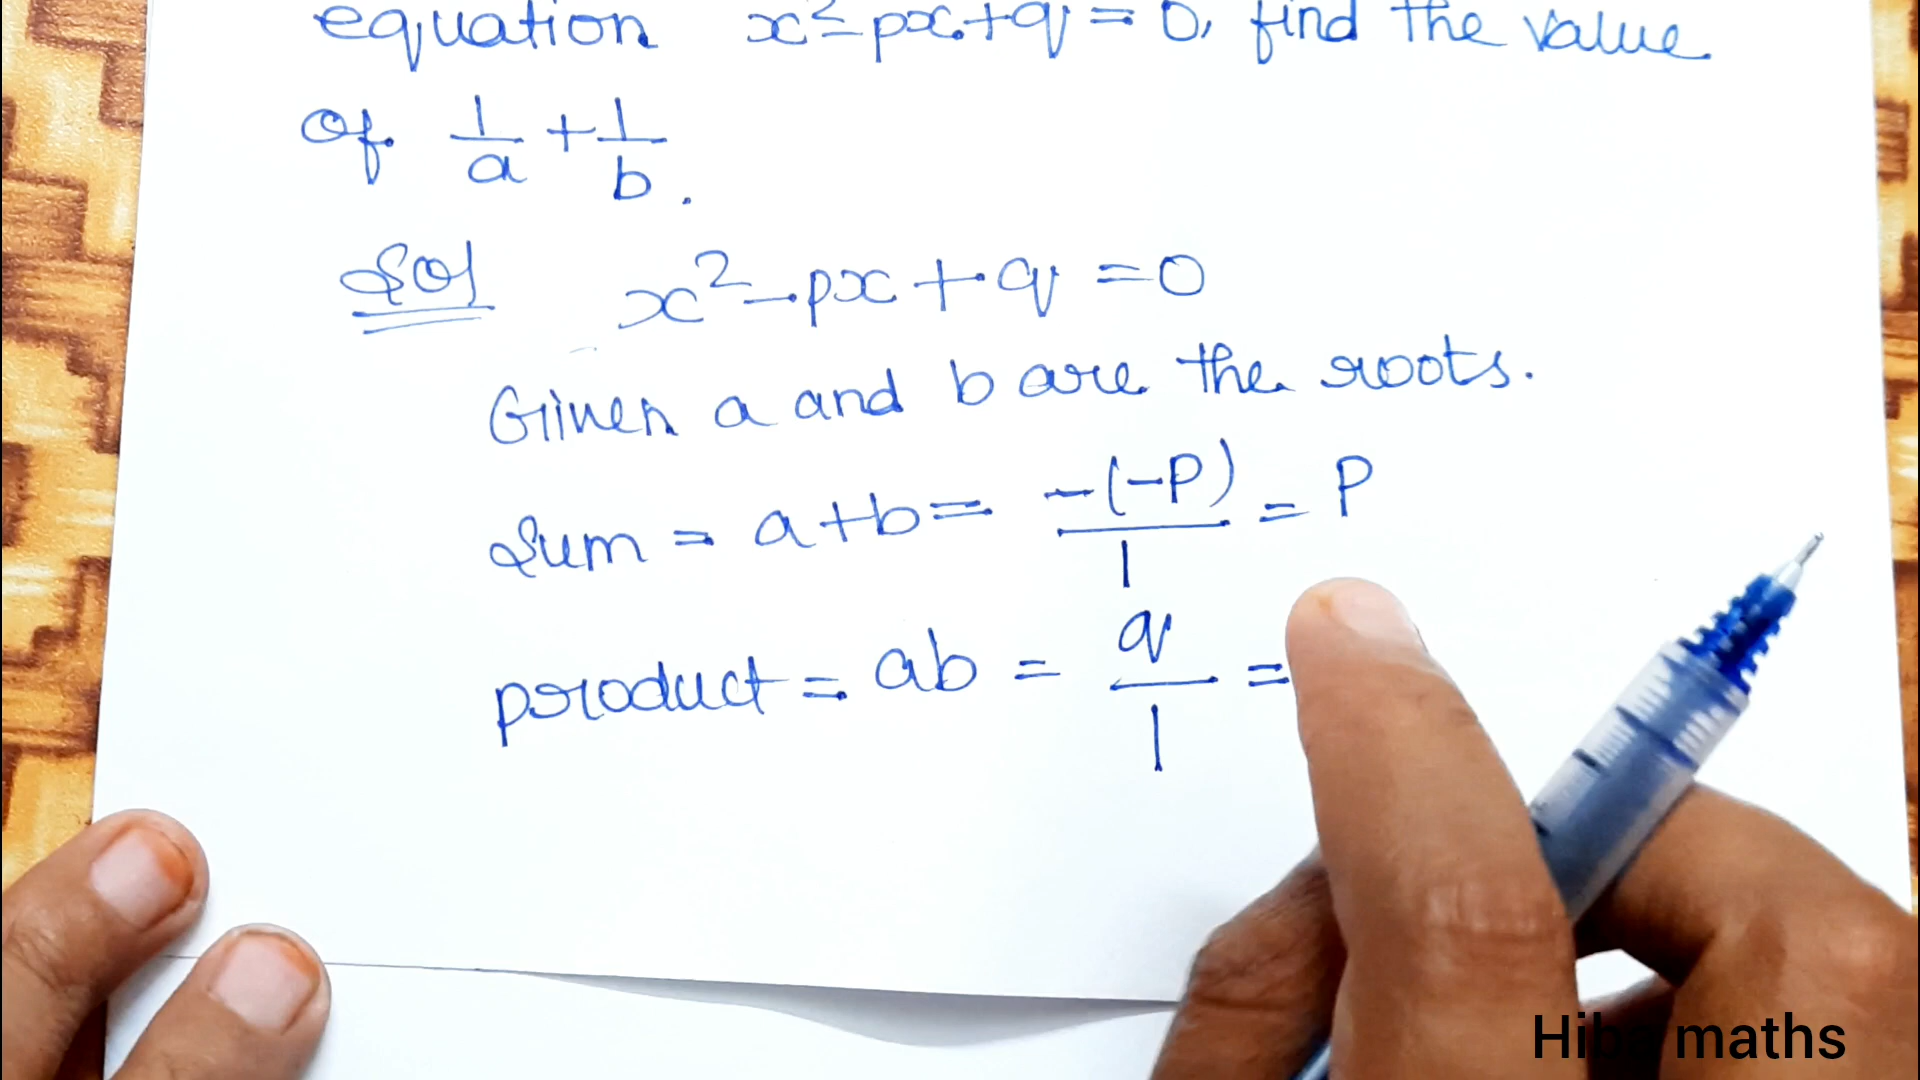 equation x²-px+q=0, find the value
of 1/a + 1/b.
Sol x²-px+q=0
Given a and b are the roots.
Sum = a+b = -(-P)/1 = P
product = ab = q/1 =
Hiba maths